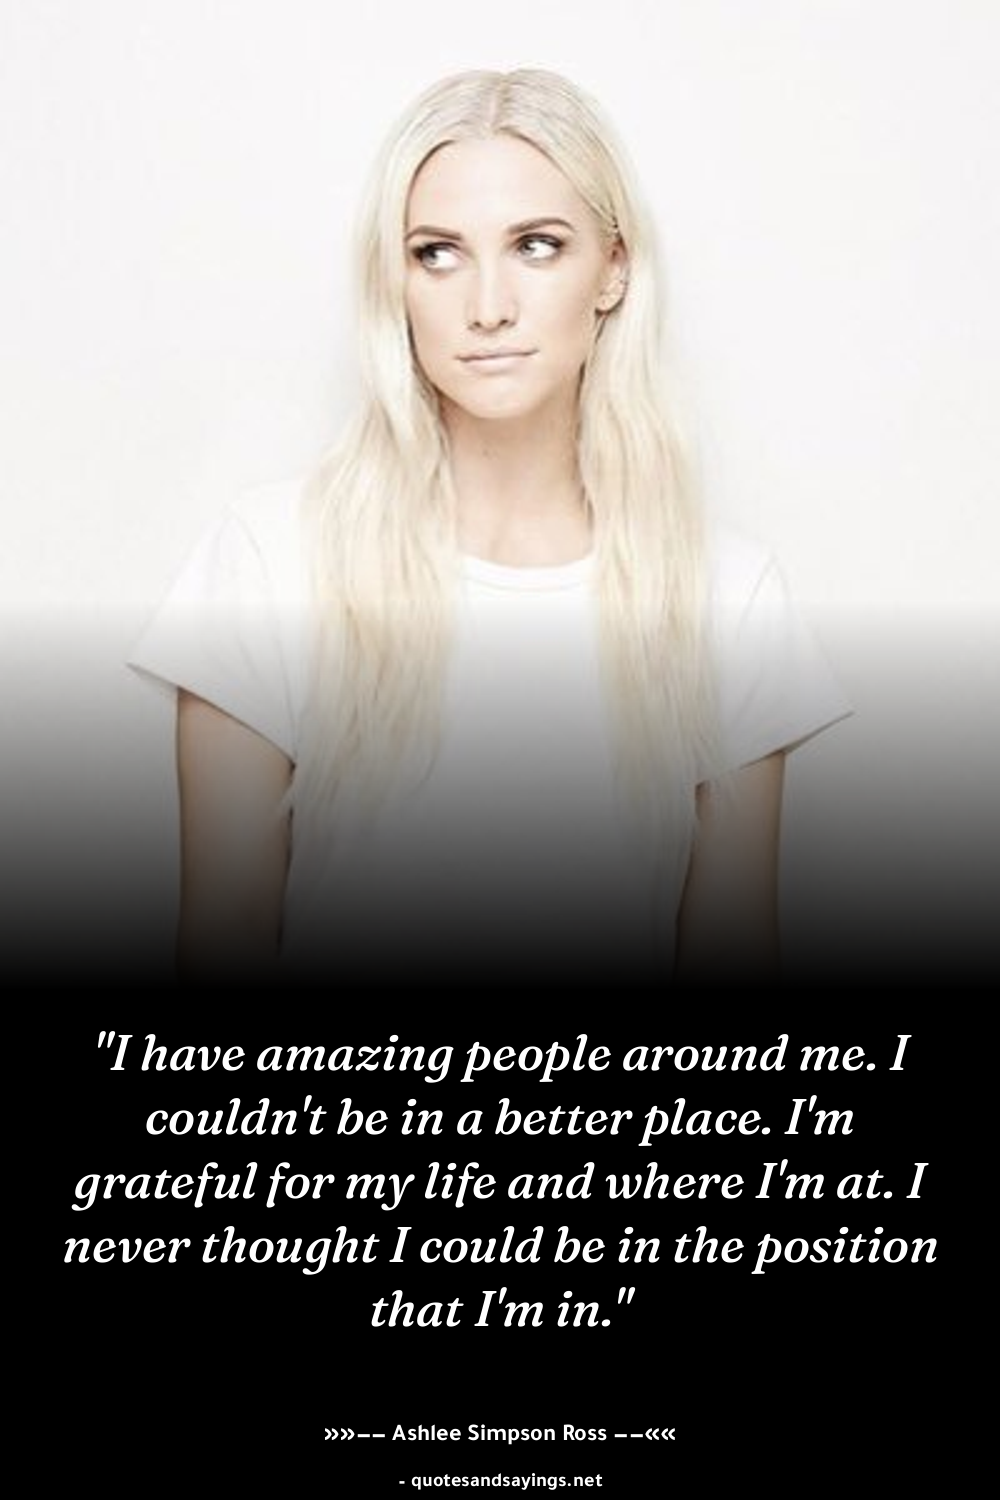 "I have amazing people around me. I
couldn't be in a better place. I'm
grateful for my life and where I'm at. I
never thought I could be in the position
that I'm in."
»»–– Ashlee Simpson Ross ––««
- quotesandsayings.net